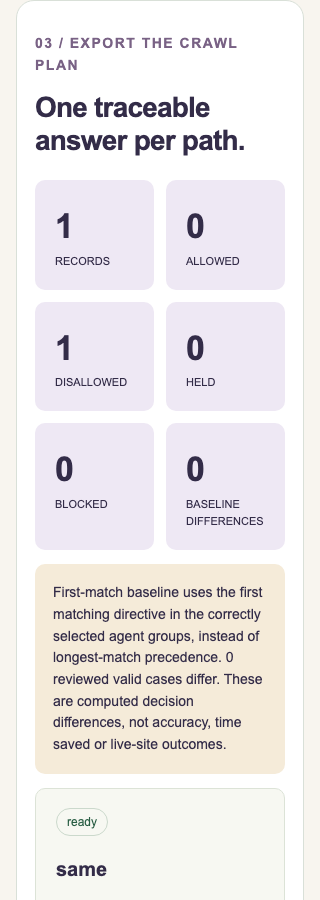 03 / EXPORT THE CRAWL
PLAN
One traceable
answer per path.
1
RECORDS
0
ALLOWED
1
DISALLOWED
0
HELD
0
BLOCKED
0
BASELINE
DIFFERENCES
First-match baseline uses the first
matching directive in the correctly
selected agent groups, instead of
longest-match precedence. 0
reviewed valid cases differ. These
are computed decision
differences, not accuracy, time
saved or live-site outcomes.
ready
same